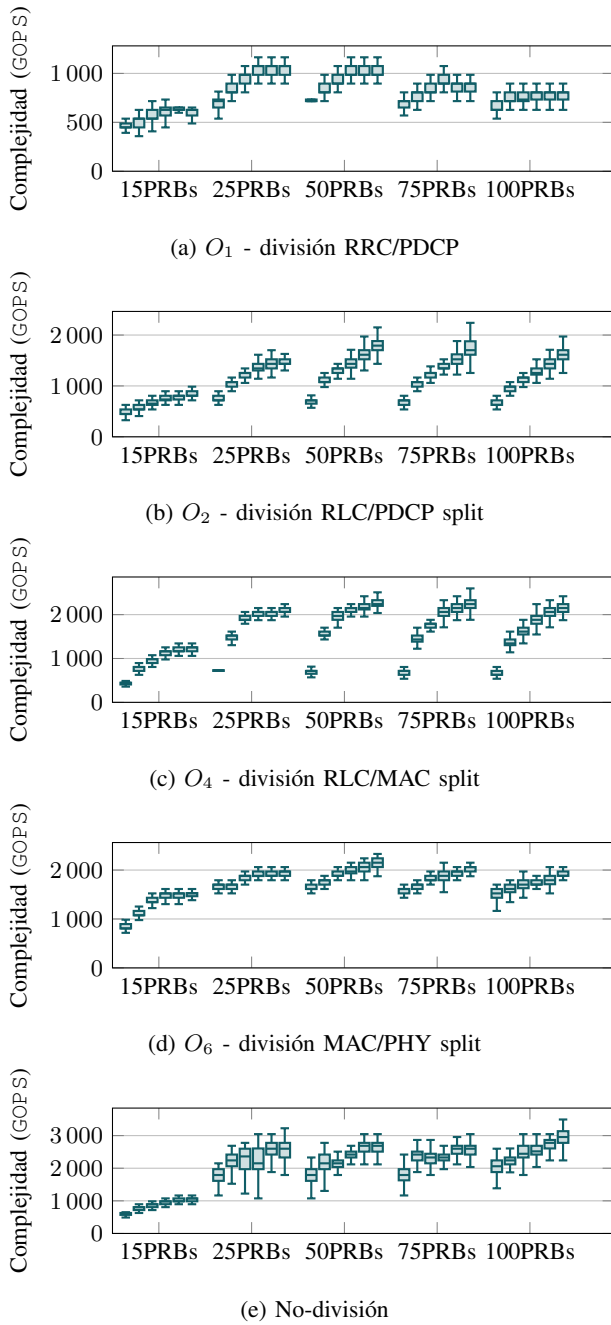 Complejidad (GOPS)
1 000
500
0
15PRBs 25PRBs 50PRBs 75PRBs 100PRBs
(a) O₁ - división RRC/PDCP
Complejidad (GOPS)
2 000
1 000
0
15PRBs 25PRBs 50PRBs 75PRBs 100PRBs
(b) O₂ - división RLC/PDCP split
Complejidad (GOPS)
2 000
1 000
0
15PRBs 25PRBs 50PRBs 75PRBs 100PRBs
(c) O₄ - división RLC/MAC split
Complejidad (GOPS)
2 000
1 000
0
15PRBs 25PRBs 50PRBs 75PRBs 100PRBs
(d) O₆ - división MAC/PHY split
Complejidad (GOPS)
3 000
2 000
1 000
0
15PRBs 25PRBs 50PRBs 75PRBs 100PRBs
(e) No-división